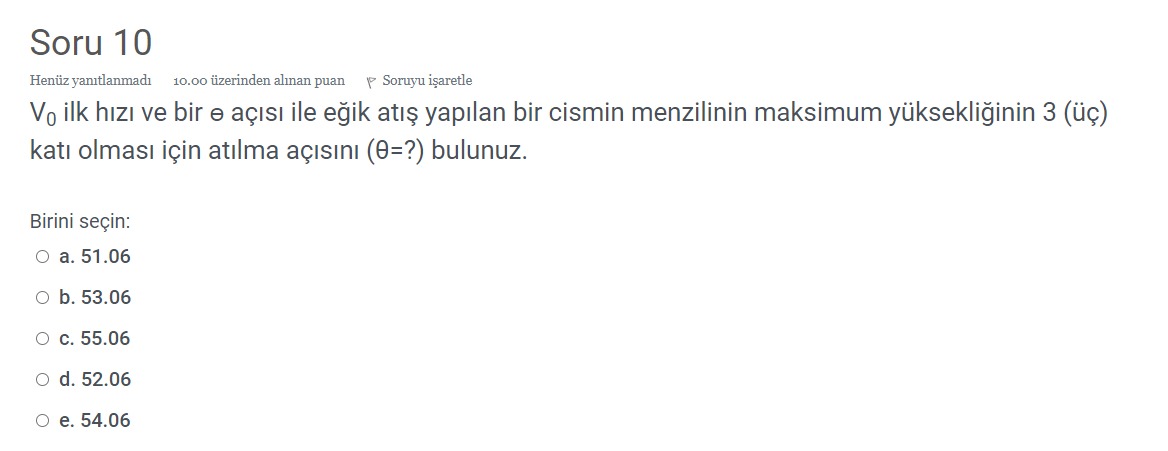 Soru 10
Henüz yanıtlanmadı 10.00 üzerinden alınan puan Soruyu işaretle
V₀ ilk hızı ve bir ɵ açısı ile eğik atış yapılan bir cismin menzilinin maksimum yüksekliğinin 3 (üç)
katı olması için atılma açısını (θ=?) bulunuz.
Birini seçin:
a. 51.06
b. 53.06
c. 55.06
d. 52.06
e. 54.06